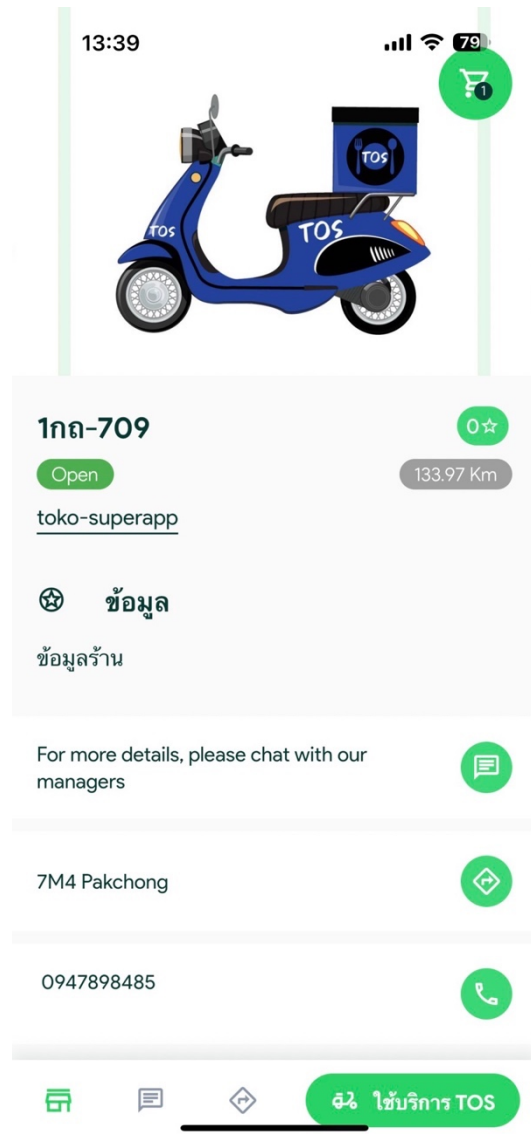 13:39
79
1
TOS
TOS
TOS
1กถ-709
0
Open
133.97 Km
toko-superapp
ข้อมูล
ข้อมูลร้าน
For more details, please chat with our
managers
7M4 Pakchong
0947898485
ใช้บริการ TOS